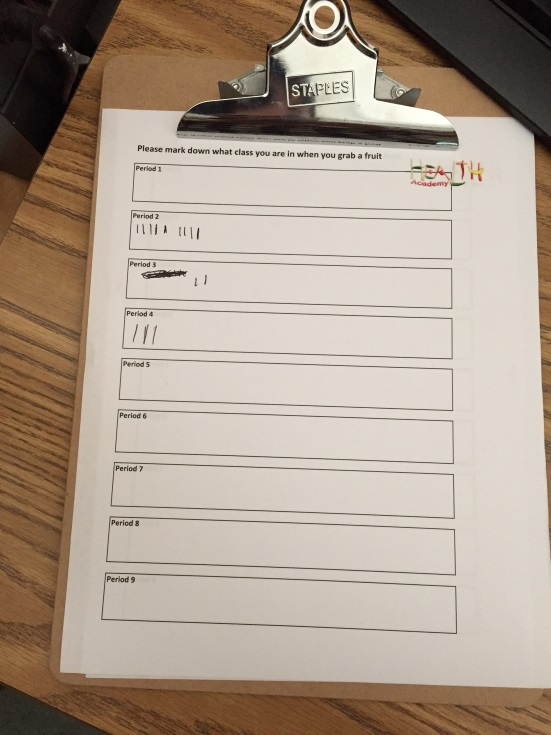 STAPLES
Please mark down what class you are in when you grab a fruit
HEALTH
Academy
Period 1
Period 2
Period 3
Period 4
Period 5
Period 6
Period 7
Period 8
Period 9